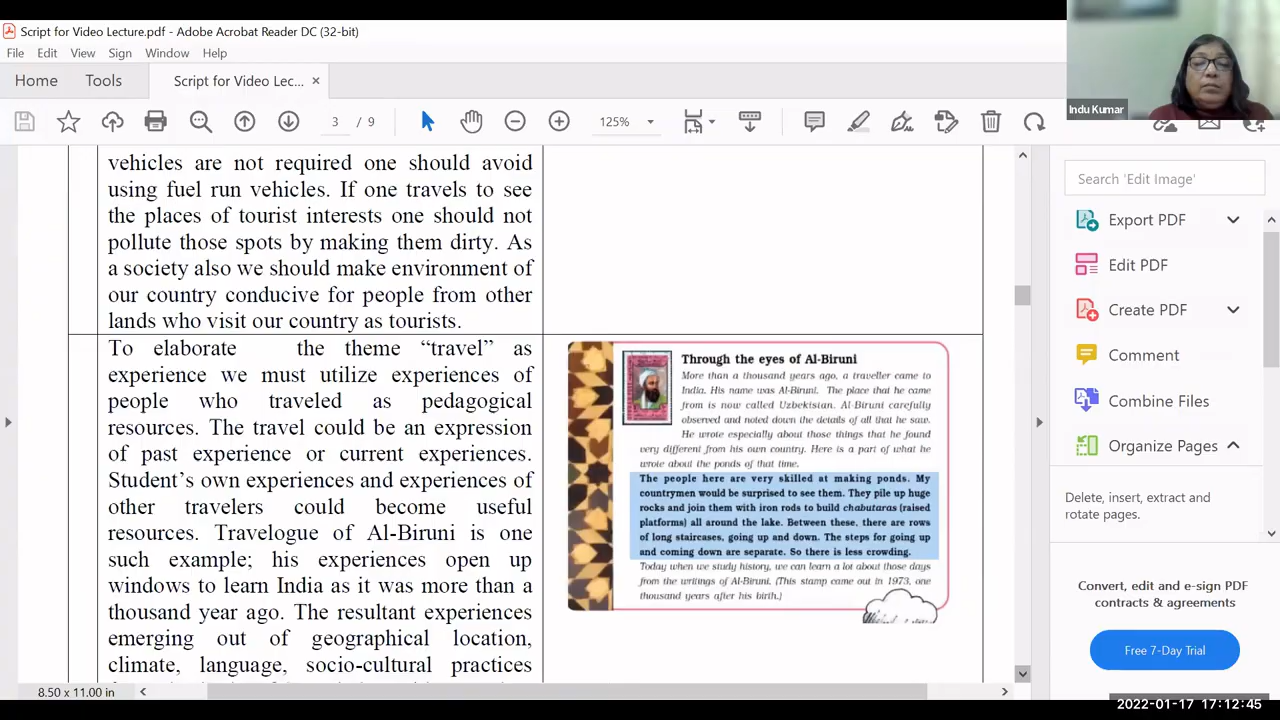 Script for Video Lecture.pdf - Adobe Acrobat Reader DC (32-bit)
File Edit View Sign Window Help
Home Tools Script for Video Lec... ×
3 / 9 125%
Indu Kumar
vehicles are not required one should avoid
using fuel run vehicles. If one travels to see
the places of tourist interests one should not
pollute those spots by making them dirty. As
a society also we should make environment of
our country conducive for people from other
lands who visit our country as tourists.
To elaborate the theme “travel” as
experience we must utilize experiences of
people who traveled as pedagogical
resources. The travel could be an expression
of past experience or current experiences.
Student’s own experiences and experiences of
other travelers could become useful
resources. Travelogue of Al-Biruni is one
such example; his experiences open up
windows to learn India as it was more than a
thousand year ago. The resultant experiences
emerging out of geographical location,
climate, language, socio-cultural practices
Through the eyes of Al-Biruni
More than a thousand years ago, a traveller came to
India. His name was Al-Biruni. The place that he came
from is now called Uzbekistan. Al-Biruni carefully
observed and noted down the details of all that he saw.
He wrote especially about those things that he found
very different from his own country. Here is a part of what he
wrote about the ponds of that time.
The people here are very skilled at making ponds. My
countrymen would be surprised to see them. They pile up huge
rocks and join them with iron rods to build chabutaras (raised
platforms) all around the lake. Between these, there are rows
of long staircases, going up and down. The steps for going up
and coming down are separate. So there is less crowding.
Today when we study history, we can learn a lot about those days
from the writings of Al-Biruni. (This stamp came out in 1973, one
thousand years after his birth.)
Search 'Edit Image'
Export PDF
Edit PDF
Create PDF
Comment
Combine Files
Organize Pages
Delete, insert, extract and
rotate pages.
Convert, edit and e-sign PDF
contracts & agreements
Free 7-Day Trial
8.50 x 11.00 in
2022-01-17 17:12:45